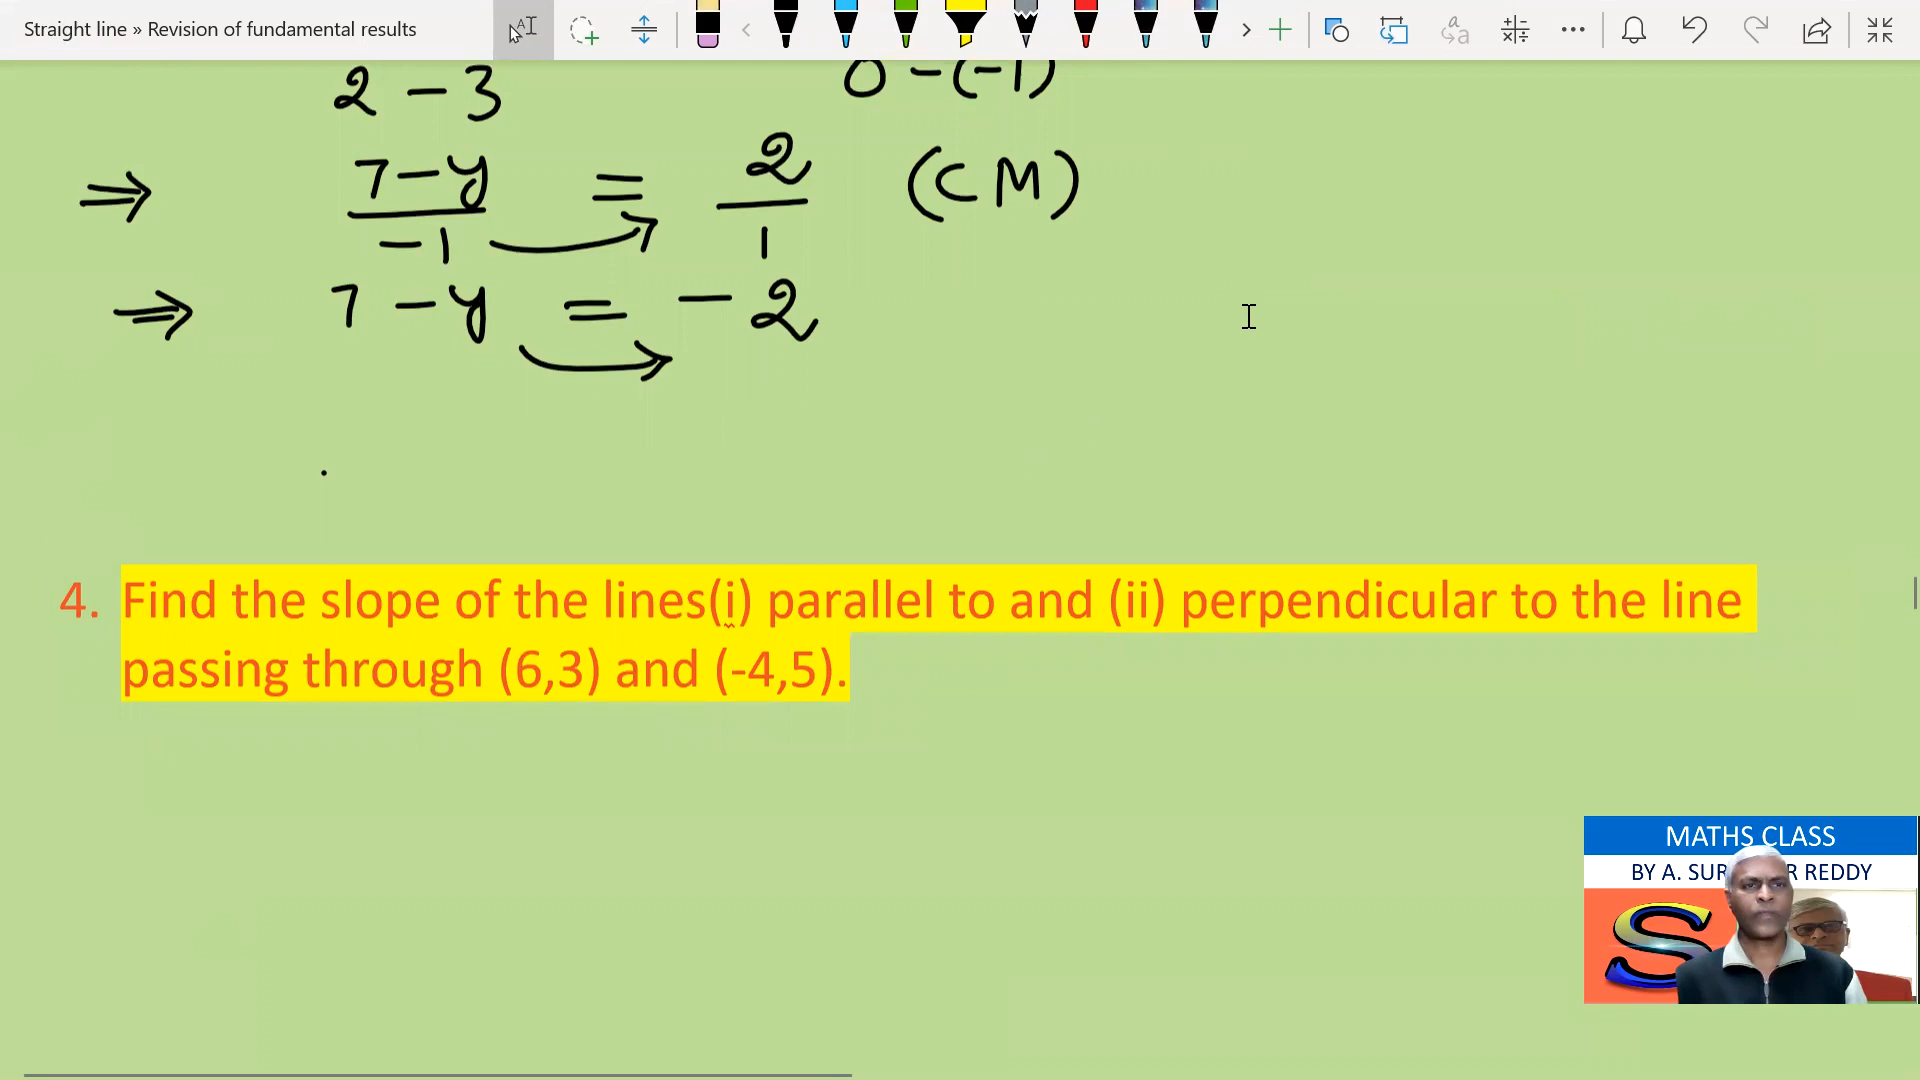 Straight line » Revision of fundamental results
2 - 3 0 - (-1)
⇒ 7-y/-1 = 2/1 (CM)
⇒ 7 - y = - 2
4. Find the slope of the lines(i) parallel to and (ii) perpendicular to the line
passing through (6,3) and (-4,5).
MATHS CLASS
BY A. SUR R REDDY
S